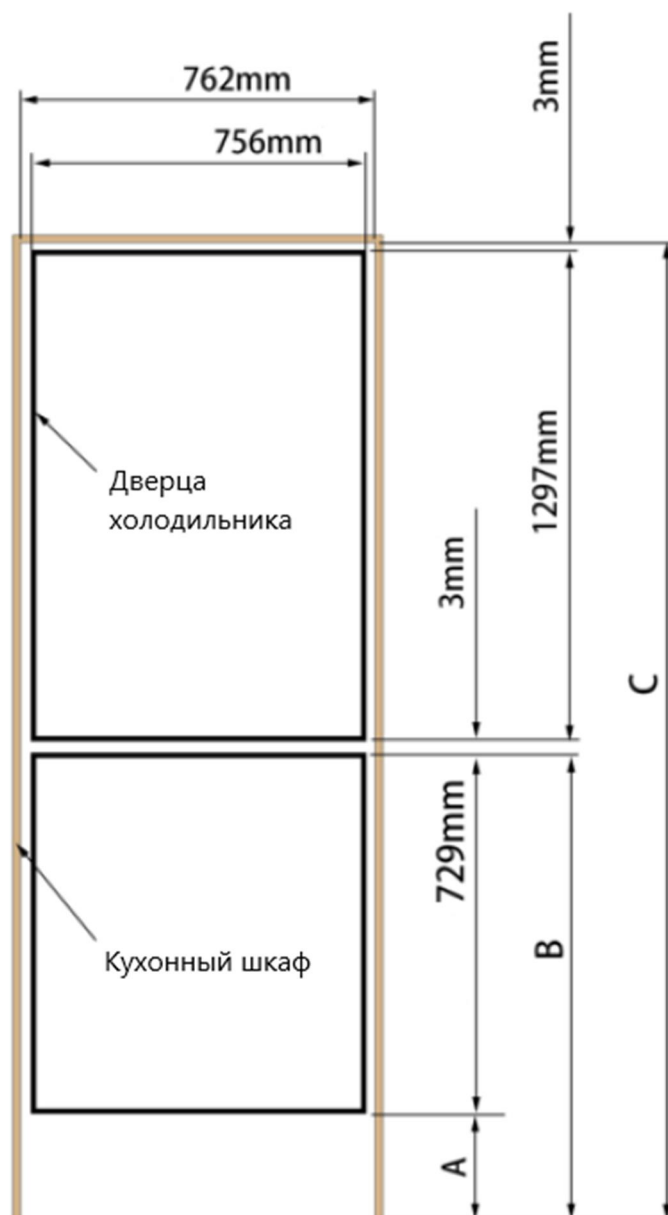 762mm
3mm
756mm
1297mm
Дверца
холодильника
3mm
C
729mm
B
Кухонный шкаф
A